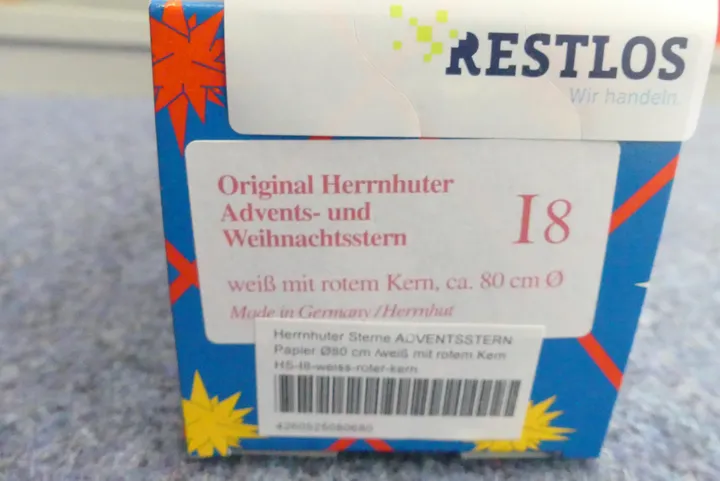 RESTLOS
Wir handeln.
Original Herrnhuter
Advents- und
Weihnachtsstern
I8
weiß mit rotem Kern, ca. 80 cm Ø
Made in Germany/Herrnhut
Herrnhuter Sterne ADVENTSSTERN
Papier Ø80 cm /weiß mit rotem Kern
HS-I8-weiss-roter-kern
4260525080680